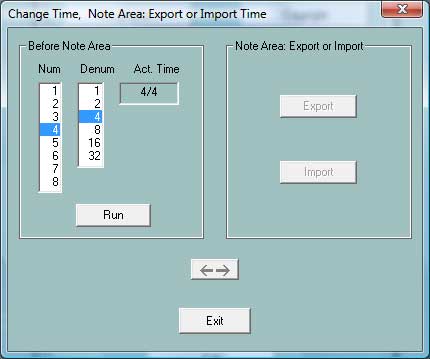 Change Time,  Note Area: Export or Import Time
Before Note Area
Num Denum Act. Time
1 1 4/4
2 2
3 4
4 8
5 16
6 32
7
8
Run
Note Area: Export or Import
Export
Import
Exit